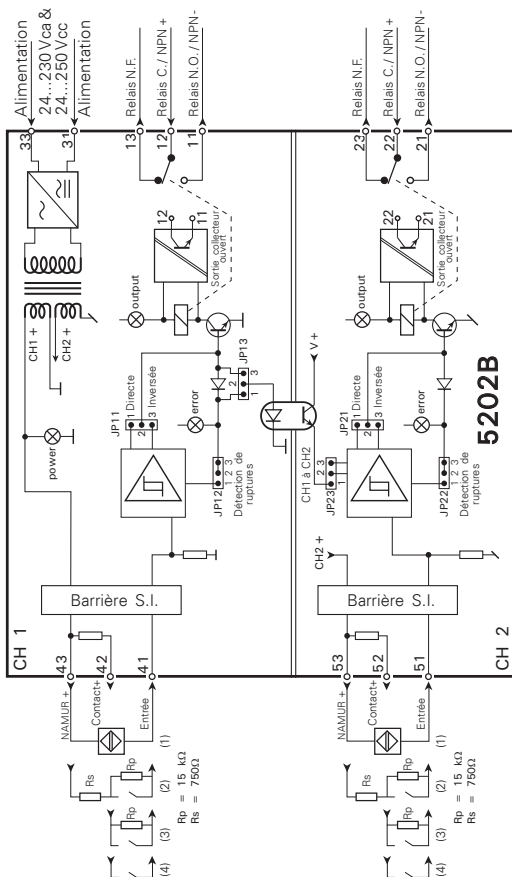 Alimentation
24...230 Vca &
24...250 Vcc
Alimentation
33
31
Relais N.F.
Relais C./ NPN +
Relais N.O./ NPN-
13
12
11
Relais N.F.
Relais C./ NPN +
Relais N.O./ NPN-
23
22
21
CH1 +
CH2 +
power
12
11
Sortie collecteur
ouvert
output
JP11
1 Directe
2
3 Inversée
error
JP13
1 2 3
JP12
1 2 3
Détection de
ruptures
V +
CH1 à CH2
22
21
Sortie collecteur
ouvert
output
JP21
1 Directe
2
3 Inversée
error
JP23
1 2 3
JP22
1 2 3
Détection de
ruptures
5202B
CH2 +
Barrière S.I.
Barrière S.I.
CH 1
CH 2
43
42
41
53
52
51
NAMUR +
Contact+
Entrée
(1)
Rs
Rp
(2)
Rp
(3)
(4)
Rp = 15 kΩ
Rs = 750Ω
NAMUR +
Contact+
Entrée
(1)
Rs
Rp
(2)
Rp
(3)
(4)
Rp = 15 kΩ
Rs = 750Ω